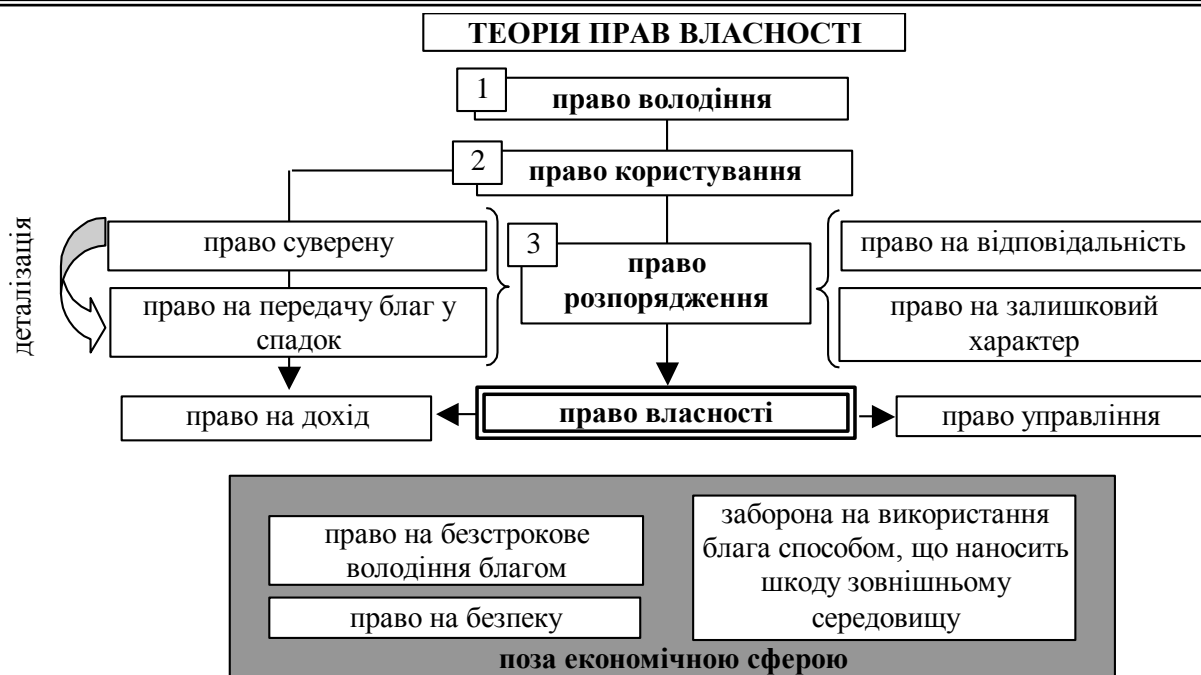 ТЕОРІЯ ПРАВ ВЛАСНОСТІ
1
право володіння
2
право користування
деталізація
право суверену
право на передачу благ у
спадок
3
право
розпорядження
право на відповідальність
право на залишковий
характер
право на дохід
право власності
право управління
право на безстрокове
володіння благом
право на безпеку
заборона на використання
блага способом, що наносить
шкоду зовнішньому
середовищу
поза економічною сферою